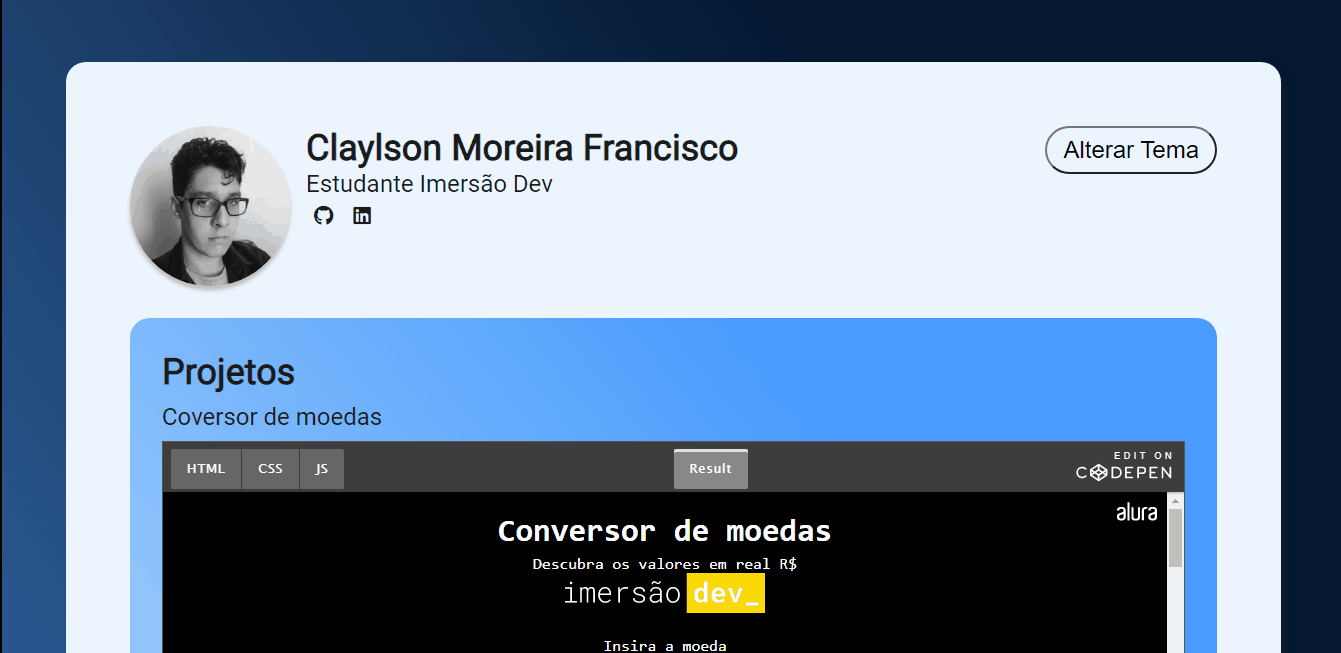 Claylson Moreira Francisco
Alterar Tema
Estudante Imersão Dev
Projetos
Coversor de moedas
HTML CSS JS
Result
EDIT ON
CODEPEN
alura
Conversor de moedas
Descubra os valores em real R$
imersão dev_
Insira a moeda